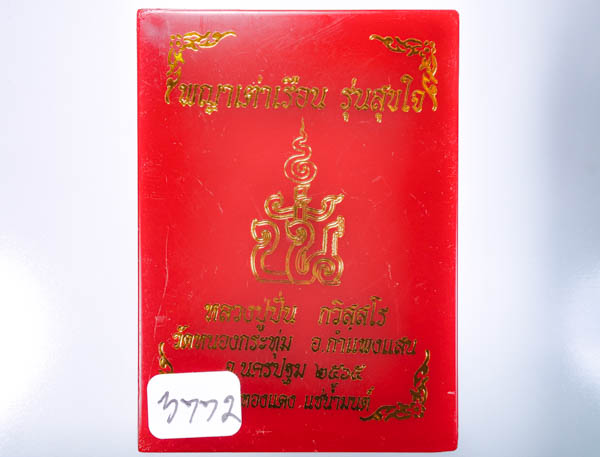 พญาเต่าเรือน รุ่นสุขใจ
ปั่น
หลวงปู่ปั่น กวิสฺสโร
วัดหนองกระทุ่ม อ.กำแพงแสน
จ.นครปฐม ๒๕๖๕
ทองแดง แช่น้ำมนต์